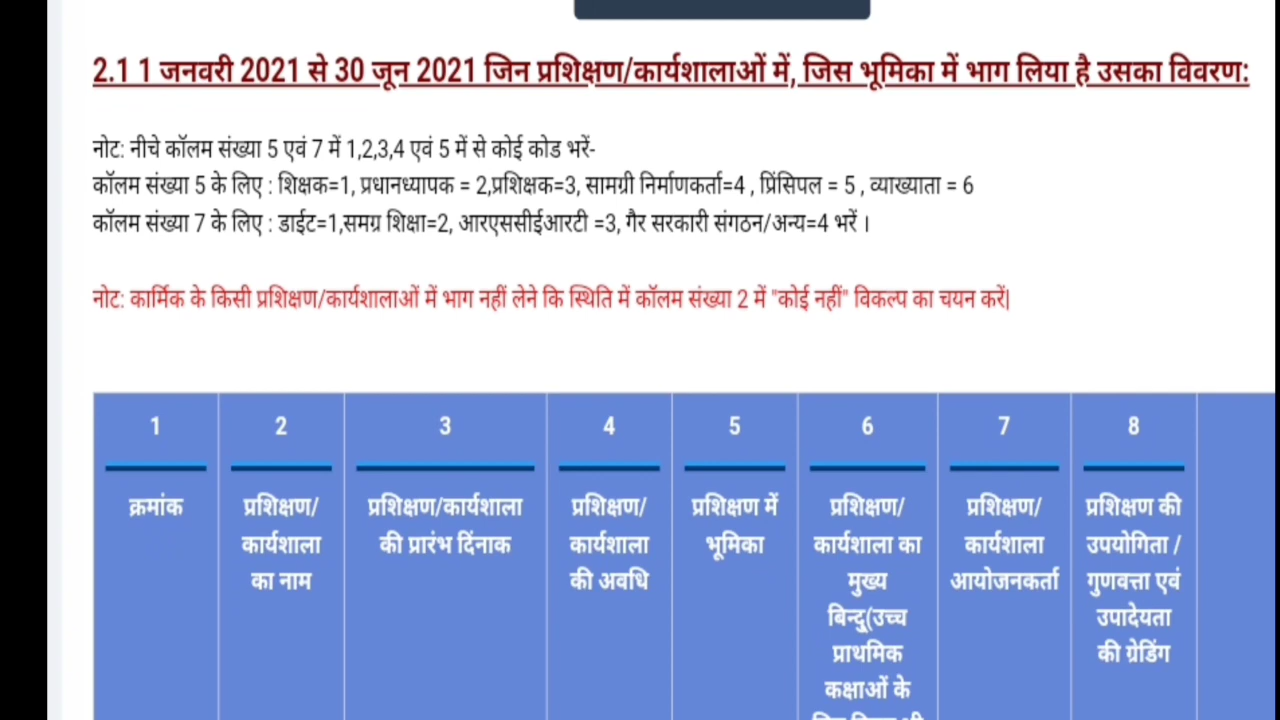 2.1 1 जनवरी 2021 से 30 जून 2021 जिन प्रशिक्षण/कार्यशालाओं में, जिस भूमिका में भाग लिया है उसका विवरण:
नोट: नीचे कॉलम संख्या 5 एवं 7 में 1,2,3,4 एवं 5 में से कोई कोड भरें-
कॉलम संख्या 5 के लिए : शिक्षक=1, प्रधानध्यापक = 2,प्रशिक्षक=3, सामग्री निर्माणकर्ता=4 , प्रिंसिपल = 5 , व्याख्याता = 6
कॉलम संख्या 7 के लिए : डाईट=1,समग्र शिक्षा=2, आरएससीईआरटी =3, गैर सरकारी संगठन/अन्य=4 भरें ।
नोट: कार्मिक के किसी प्रशिक्षण/कार्यशालाओं में भाग नहीं लेने कि स्थिति में कॉलम संख्या 2 में "कोई नहीं" विकल्प का चयन करें|
1 2 3 4 5 6 7 8
क्रमांक प्रशिक्षण/ प्रशिक्षण/कार्यशाला प्रशिक्षण/ प्रशिक्षण में प्रशिक्षण/ प्रशिक्षण/ प्रशिक्षण की
कार्यशाला की प्रारंभ दिंनाक कार्यशाला भूमिका कार्यशाला का कार्यशाला उपयोगिता /
का नाम की अवधि मुख्य आयोजनकर्ता गुणवत्ता एवं
बिन्दु(उच्च उपादेयता
प्राथमिक की ग्रेडिंग
कक्षाओं के